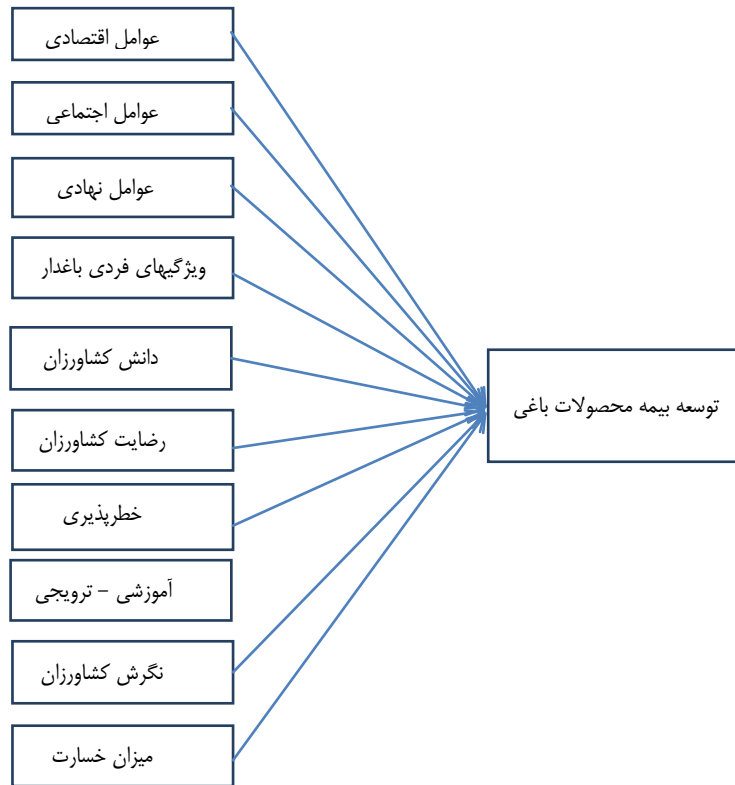 عوامل اقتصادی
عوامل اجتماعی
عوامل نهادی
ویژگیهای فردی باغدار
دانش کشاورزان
رضایت کشاورزان
خطرپذیری
آموزشی – ترویجی
نگرش کشاورزان
میزان خسارت
توسعه بیمه محصولات باغی